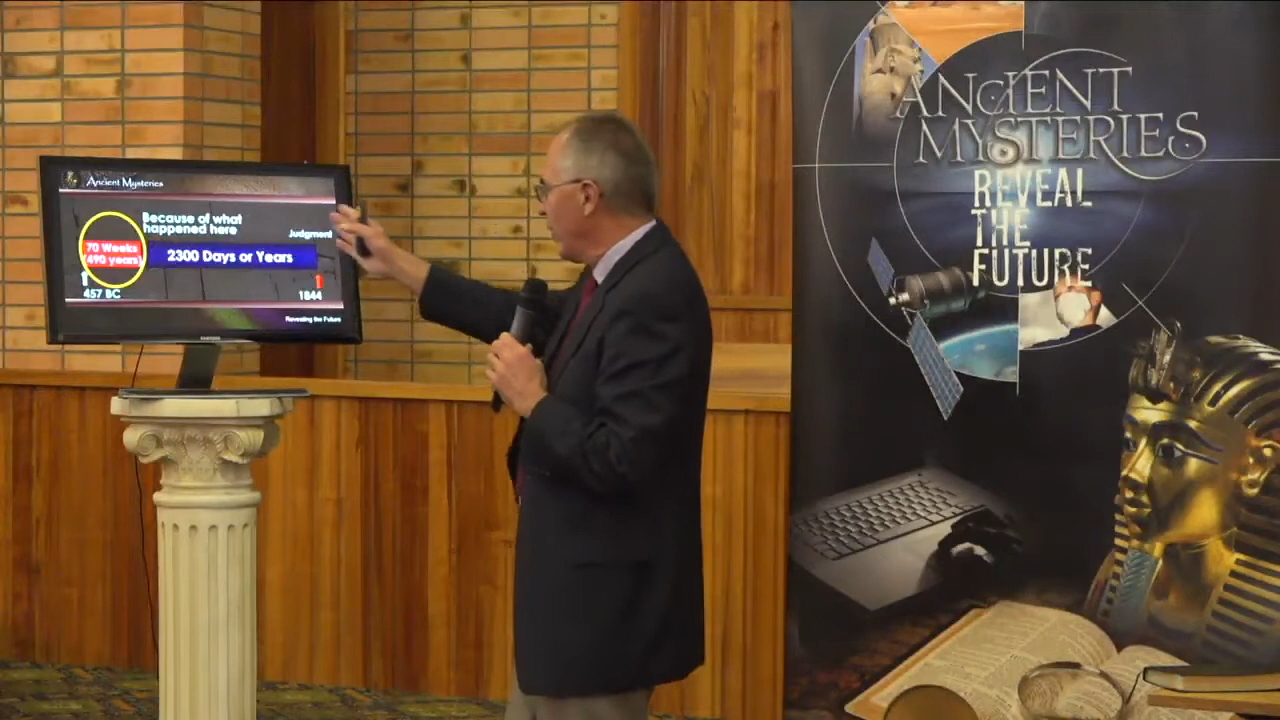 Ancient Mysteries
Because of what
happened here
Judgment
70 Weeks
(490 years)
2300 Days or Years
457 BC
1844
Revealing the Future
SAMSUNG
ANCIENT
MYSTERIES
REVEAL
THE
FUTURE